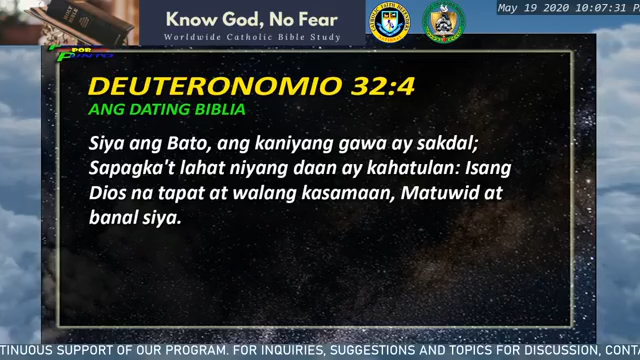 Know God, No Fear
Worldwide Catholic Bible Study
May 19 2020 10:07:31 P
POR
PUNTO
DEUTERONOMIO 32:4
ANG DATING BIBLIA
Siya ang Bato, ang kaniyang gawa ay sakdal;
Sapagka't lahat niyang daan ay kahatulan: Isang
Dios na tapat at walang kasamaan, Matuwid at
banal siya.
TINUOUS SUPPORT OF OUR PROGRAM. FOR INQUIRIES, SUGGESTIONS AND TOPICS FOR DISCUSSION, CONTA